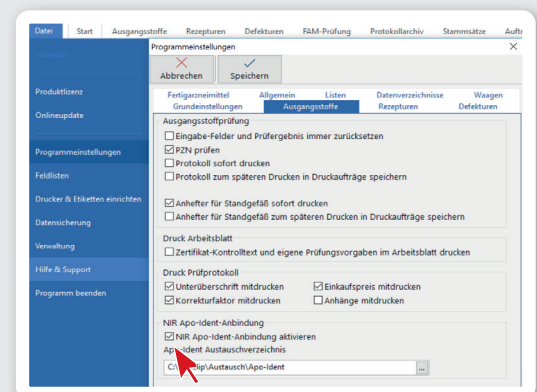 Datei Start Ausgangsstoffe Rezepturen Defekturen FAM-Prüfung Protokollarchiv Stammsätze Auftr
Schließen
Produktlizenz
Onlineupdate
Programmeinstellungen
Feldlisten
Drucker & Etiketten einrichten
Datensicherung
Verwaltung
Hilfe & Support
Programm beenden
Programmeinstellungen
Abbrechen Speichern
Fertigarzneimittel Allgemein Listen Datenverzeichnisse Waagen
Grundeinstellungen Ausgangsstoffe Rezepturen Defekturen
Ausgangsstoffprüfung
Eingabe-Felder und Prüfergebnis immer zurücksetzen
PZN prüfen
Protokoll sofort drucken
Protokoll zum späteren Drucken in Druckaufträge speichern
Anhefter für Standgefäß sofort drucken
Anhefter für Standgefäß zum späteren Drucken in Druckaufträge speichern
Druck Arbeitsblatt
Zertifikat-Kontrolltext und eigene Prüfungsvorgaben im Arbeitsblatt drucken
Druck Prüfprotokoll
Unterüberschrift mitdrucken Einkaufspreis mitdrucken
Korrekturfaktor mitdrucken Anhänge mitdrucken
NIR Apo-Ident-Anbindung
NIR Apo-Ident-Anbindung aktivieren
Apo-Ident Austauschverzeichnis
\Austausch\Apo-Ident ...